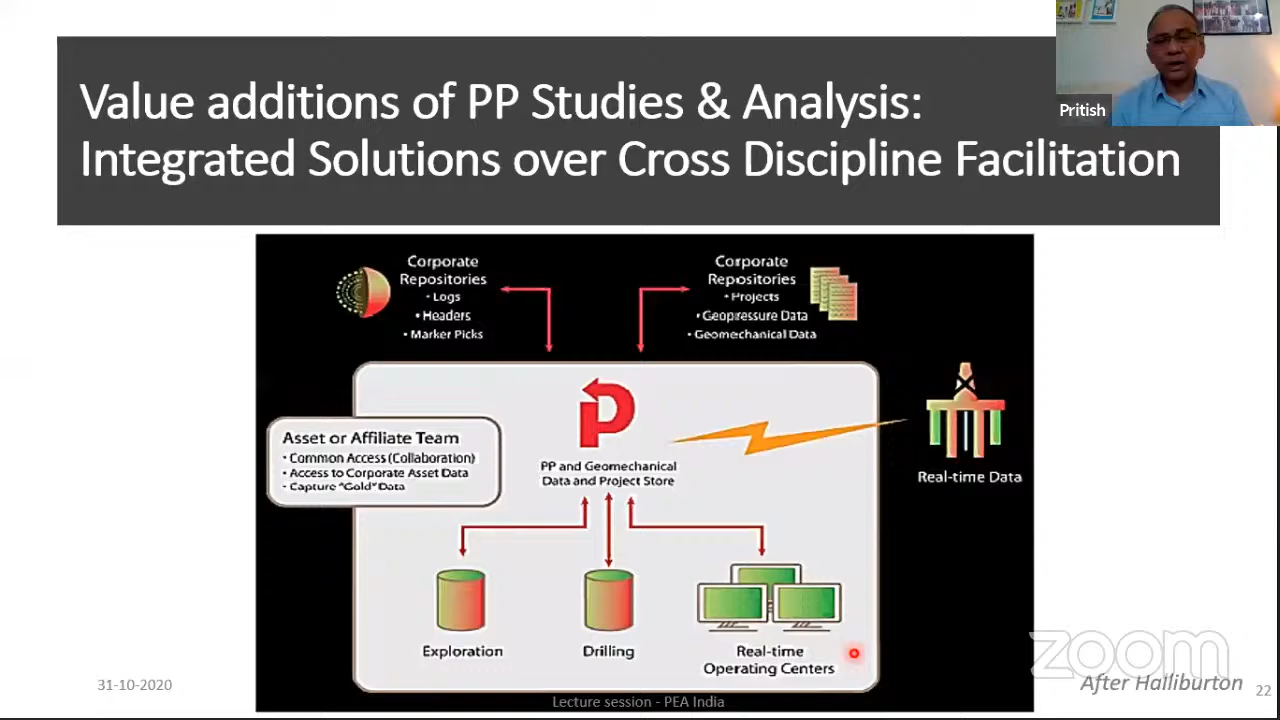 Value additions of PP Studies & Analysis:
Integrated Solutions over Cross Discipline Facilitation
Pritish
Corporate
Repositories
• Logs
• Headers
• Marker Picks
Corporate
Repositories
• Projects
• Geopressure Data
• Geomechanical Data
P
PP and Geomechanical
Data and Project Store
Asset or Affiliate Team
• Common Access (Collaboration)
• Access to Corporate Asset Data
• Capture "Gold" Data
Real-time Data
Exploration
Drilling
Real-time
Operating Centers
zoom
31-10-2020
Lecture session - PEA India
After Halliburton
22